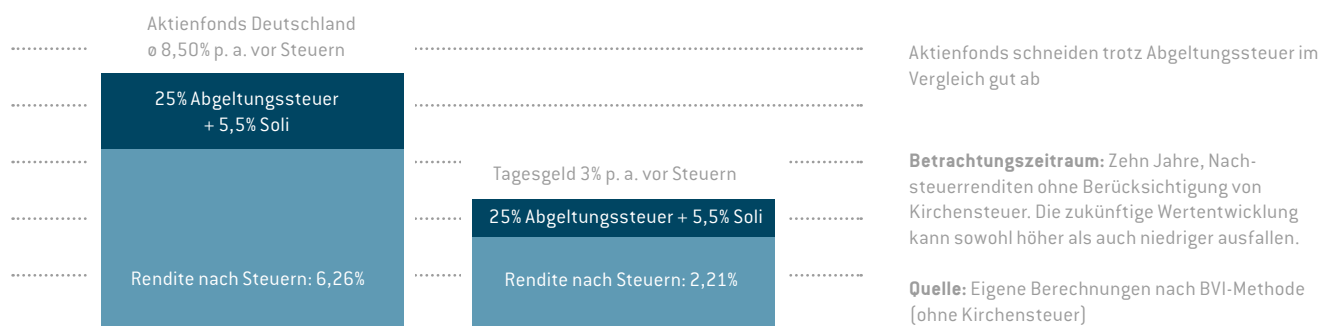 Aktienfonds Deutschland
ø 8,50% p. a. vor Steuern
25% Abgeltungssteuer
+ 5,5% Soli
Rendite nach Steuern: 6,26%
Tagesgeld 3% p. a. vor Steuern
25% Abgeltungssteuer + 5,5% Soli
Rendite nach Steuern: 2,21%
Aktienfonds schneiden trotz Abgeltungssteuer im
Vergleich gut ab
Betrachtungszeitraum: Zehn Jahre, Nach-
steuerrenditen ohne Berücksichtigung von
Kirchensteuer. Die zukünftige Wertentwicklung
kann sowohl höher als auch niedriger ausfallen.
Quelle: Eigene Berechnungen nach BVI-Methode
(ohne Kirchensteuer)